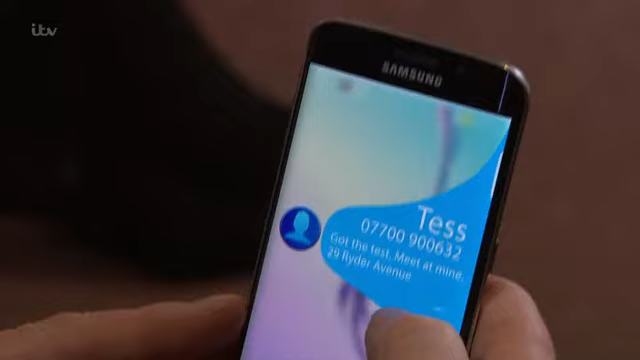 itv
SAMSUNG
Tess
07700 900632
Got the test. Meet at mine.
29 Ryder Avenue